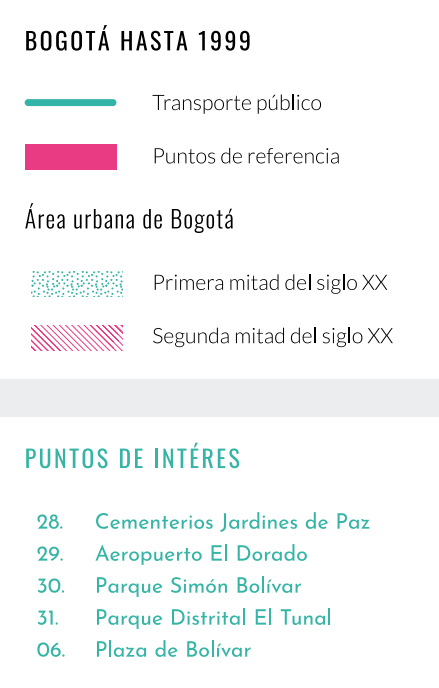 BOGOTÁ HASTA 1999
Transporte público
Puntos de referencia
Área urbana de Bogotá
Primera mitad del siglo XX
Segunda mitad del siglo XX
PUNTOS DE INTÉRES
28. Cementerios Jardines de Paz
29. Aeropuerto El Dorado
30. Parque Simón Bolívar
31. Parque Distrital El Tunal
06. Plaza de Bolívar